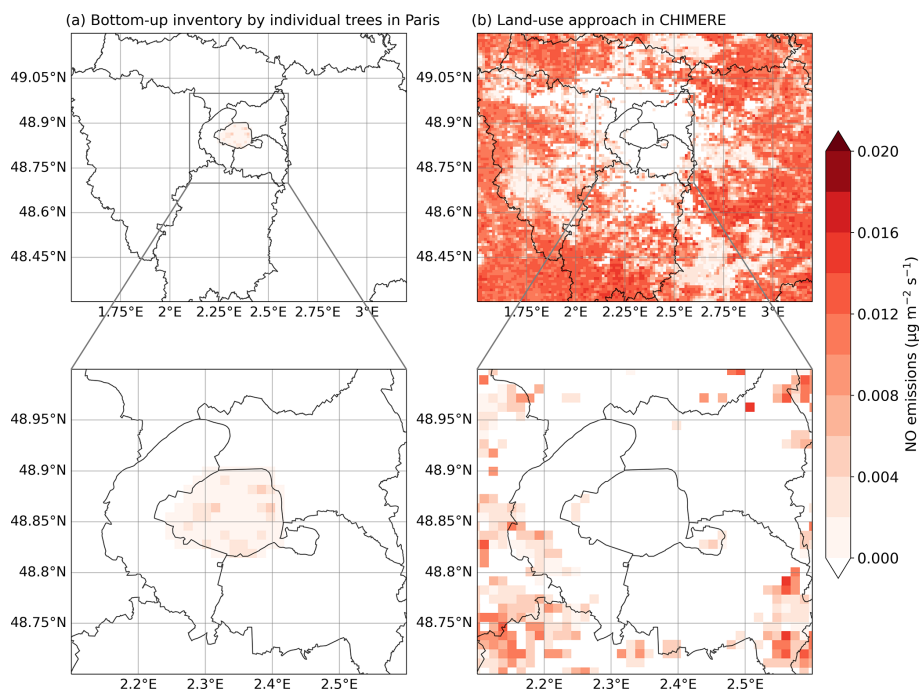 (a) Bottom-up inventory by individual trees in Paris
(b) Land-use approach in CHIMERE
49.05°N
48.9°N
48.75°N
48.6°N
48.45°N
1.75°E 2°E 2.25°E 2.5°E 2.75°E 3°E
49.05°N
48.9°N
48.75°N
48.6°N
48.45°N
1.75°E 2°E 2.25°E 2.5°E 2.75°E 3°E
48.95°N
48.9°N
48.85°N
48.8°N
48.75°N
2.2°E 2.3°E 2.4°E 2.5°E
48.95°N
48.9°N
48.85°N
48.8°N
48.75°N
2.2°E 2.3°E 2.4°E 2.5°E
0.020
0.016
0.012
0.008
0.004
0.000
NO emissions (µg m⁻² s⁻¹)